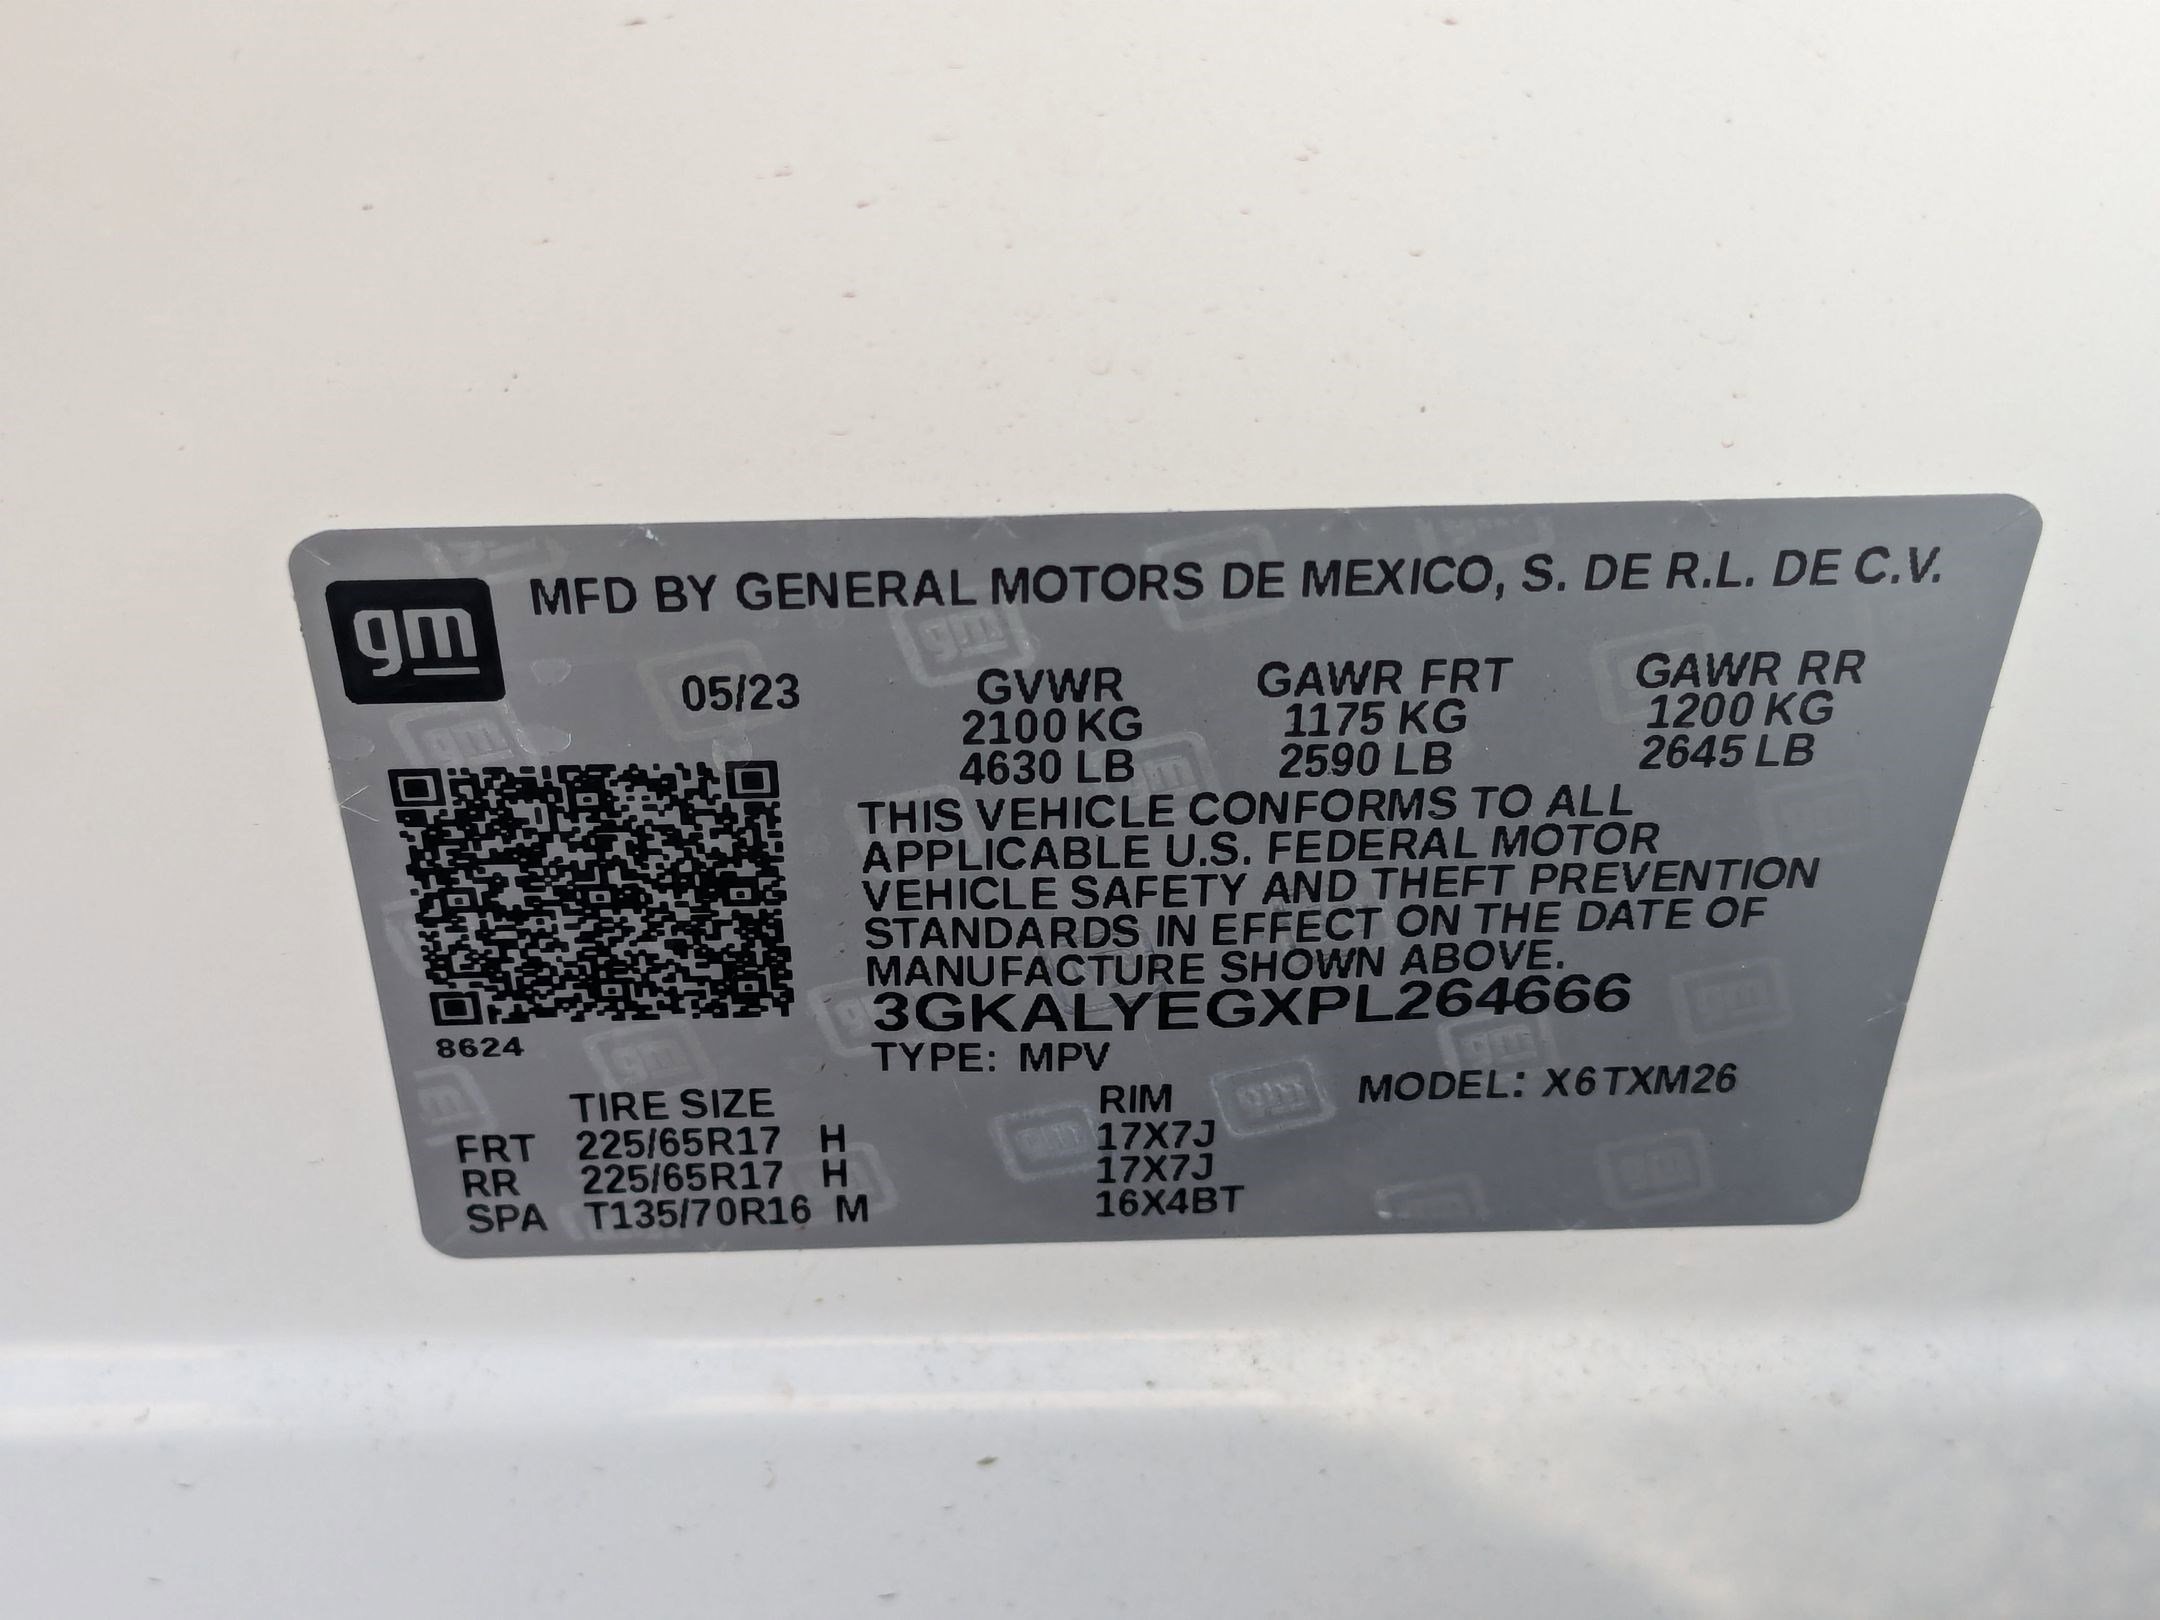 gm
MFD BY GENERAL MOTORS DE MEXICO, S. DE R.L. DE C.V.
05/23 GVWR GAWR FRT GAWR RR
2100 KG 1175 KG 1200 KG
4630 LB 2590 LB 2645 LB
THIS VEHICLE CONFORMS TO ALL
APPLICABLE U.S. FEDERAL MOTOR
VEHICLE SAFETY AND THEFT PREVENTION
STANDARDS IN EFFECT ON THE DATE OF
MANUFACTURE SHOWN ABOVE.
3GKALYEGXPL264666
8624
TYPE: MPV
MODEL: X6TXM26
TIRE SIZE RIM
FRT 225/65R17 H 17X7J
RR 225/65R17 H 17X7J
SPA T135/70R16 M 16X4BT